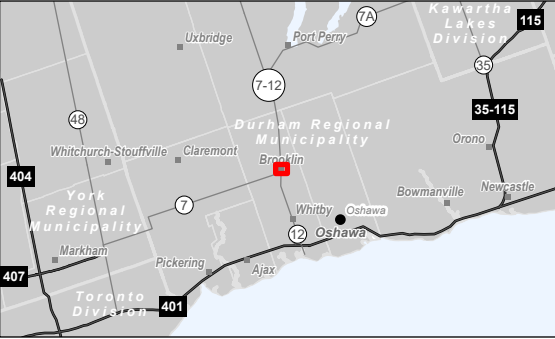 Kawartha
Lakes
Division
7A
115
Uxbridge
Port Perry
35
7-12
35-115
48
Durham Regional
Municipality
Orono
Whitchurch-Stouffville
Claremont
Brooklin
404
York
Regional
Municipality
7
Bowmanville
Newcastle
Whitby
Oshawa
Oshawa
12
Markham
Pickering
Ajax
407
Toronto
Division
401